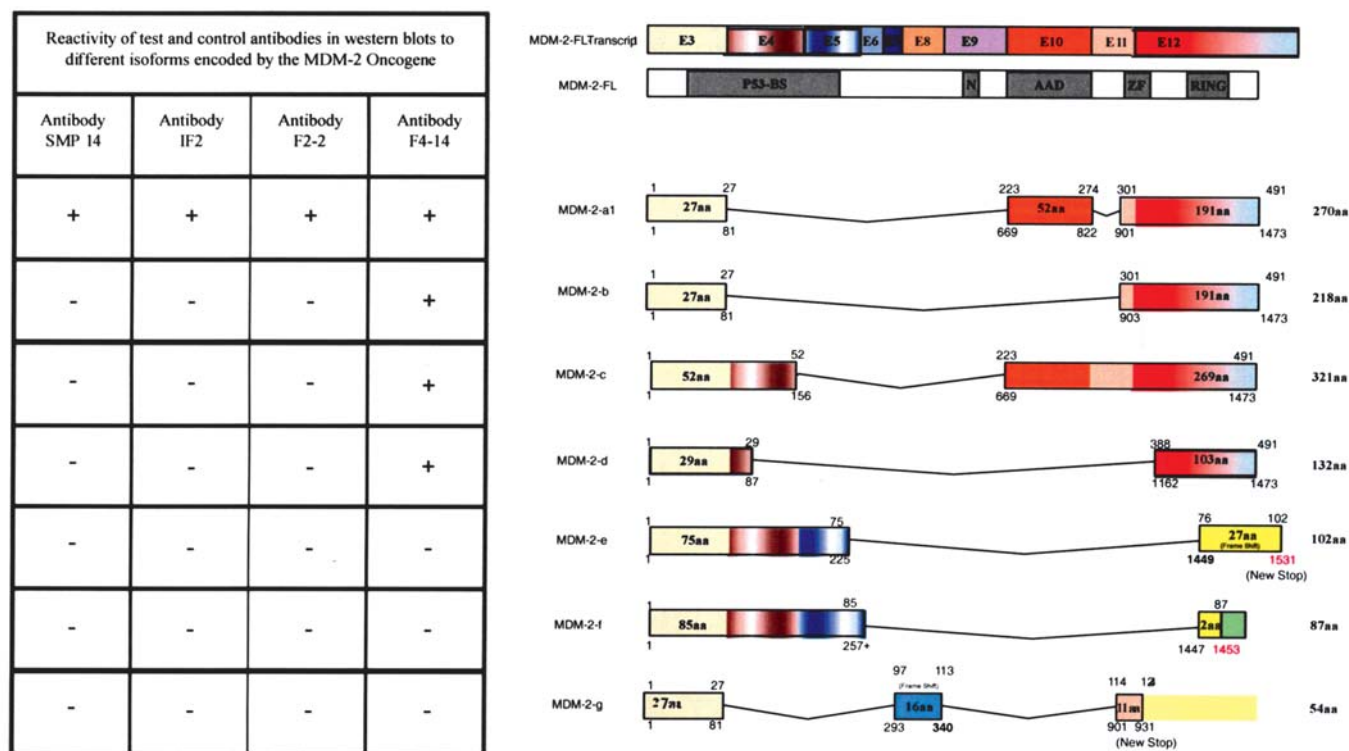 Reactivity of test and control antibodies in western blots to
different isoforms encoded by the MDM-2 Oncogene
Antibody SMP 14 Antibody IF2 Antibody F2-2 Antibody F4-14
+ + + +
- - - +
- - - +
- - - +
- - - -
- - - -
- - - -
MDM-2-FLTranscript E3 E4 E5 E6 E8 E9 E10 E11 E12
MDM-2-FL P53-BS N AAD ZF RING
1 27 223 274 301 491
MDM-2-a1 27aa 52aa 191aa 270aa
1 81 669 822 901 1473
1 27 301 491
MDM-2-b 27aa 191aa 218aa
1 81 903 1473
1 52 223 491
MDM-2-c 52aa 269aa 321aa
1 156 669 1473
1 29 388 491
MDM-2-d 29aa 103aa 132aa
1 87 1162 1473
1 75 76 102
MDM-2-e 75aa 27aa 102aa
(Frame Shift)
1 225 1449 1531
(New Stop)
1 85 87
MDM-2-f 85aa 2aa 87aa
1 257+ 1447 1453
1 27 97 113 114
(Frame Shift)
MDM-2-g 27aa 16aa 11aa 54aa
1 81 293 340 901 931
(New Stop)